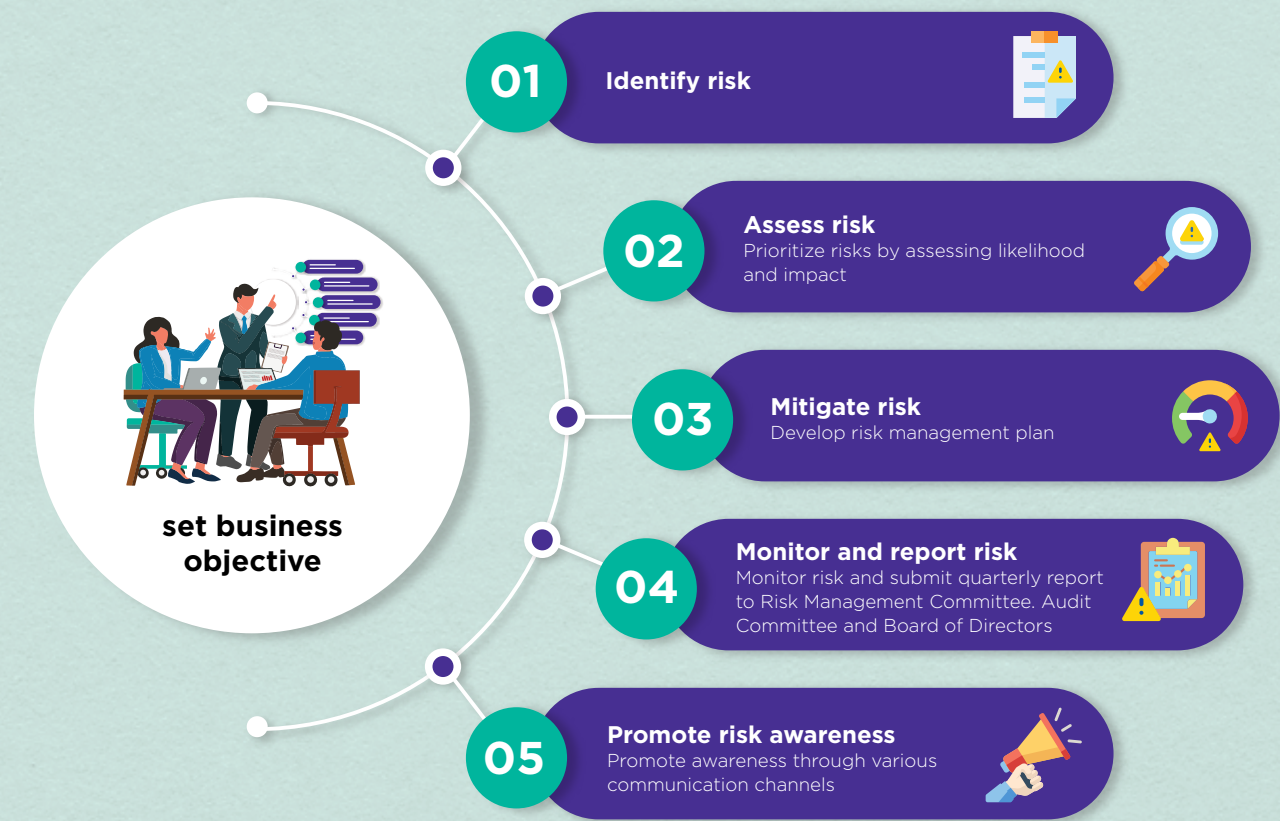 01
Identify risk
02
Assess risk
Prioritize risks by assessing likelihood
and impact
03
Mitigate risk
Develop risk management plan
set business
objective
04
Monitor and report risk
Monitor risk and submit quarterly report
to Risk Management Committee. Audit
Committee and Board of Directors
05
Promote risk awareness
Promote awareness through various
communication channels